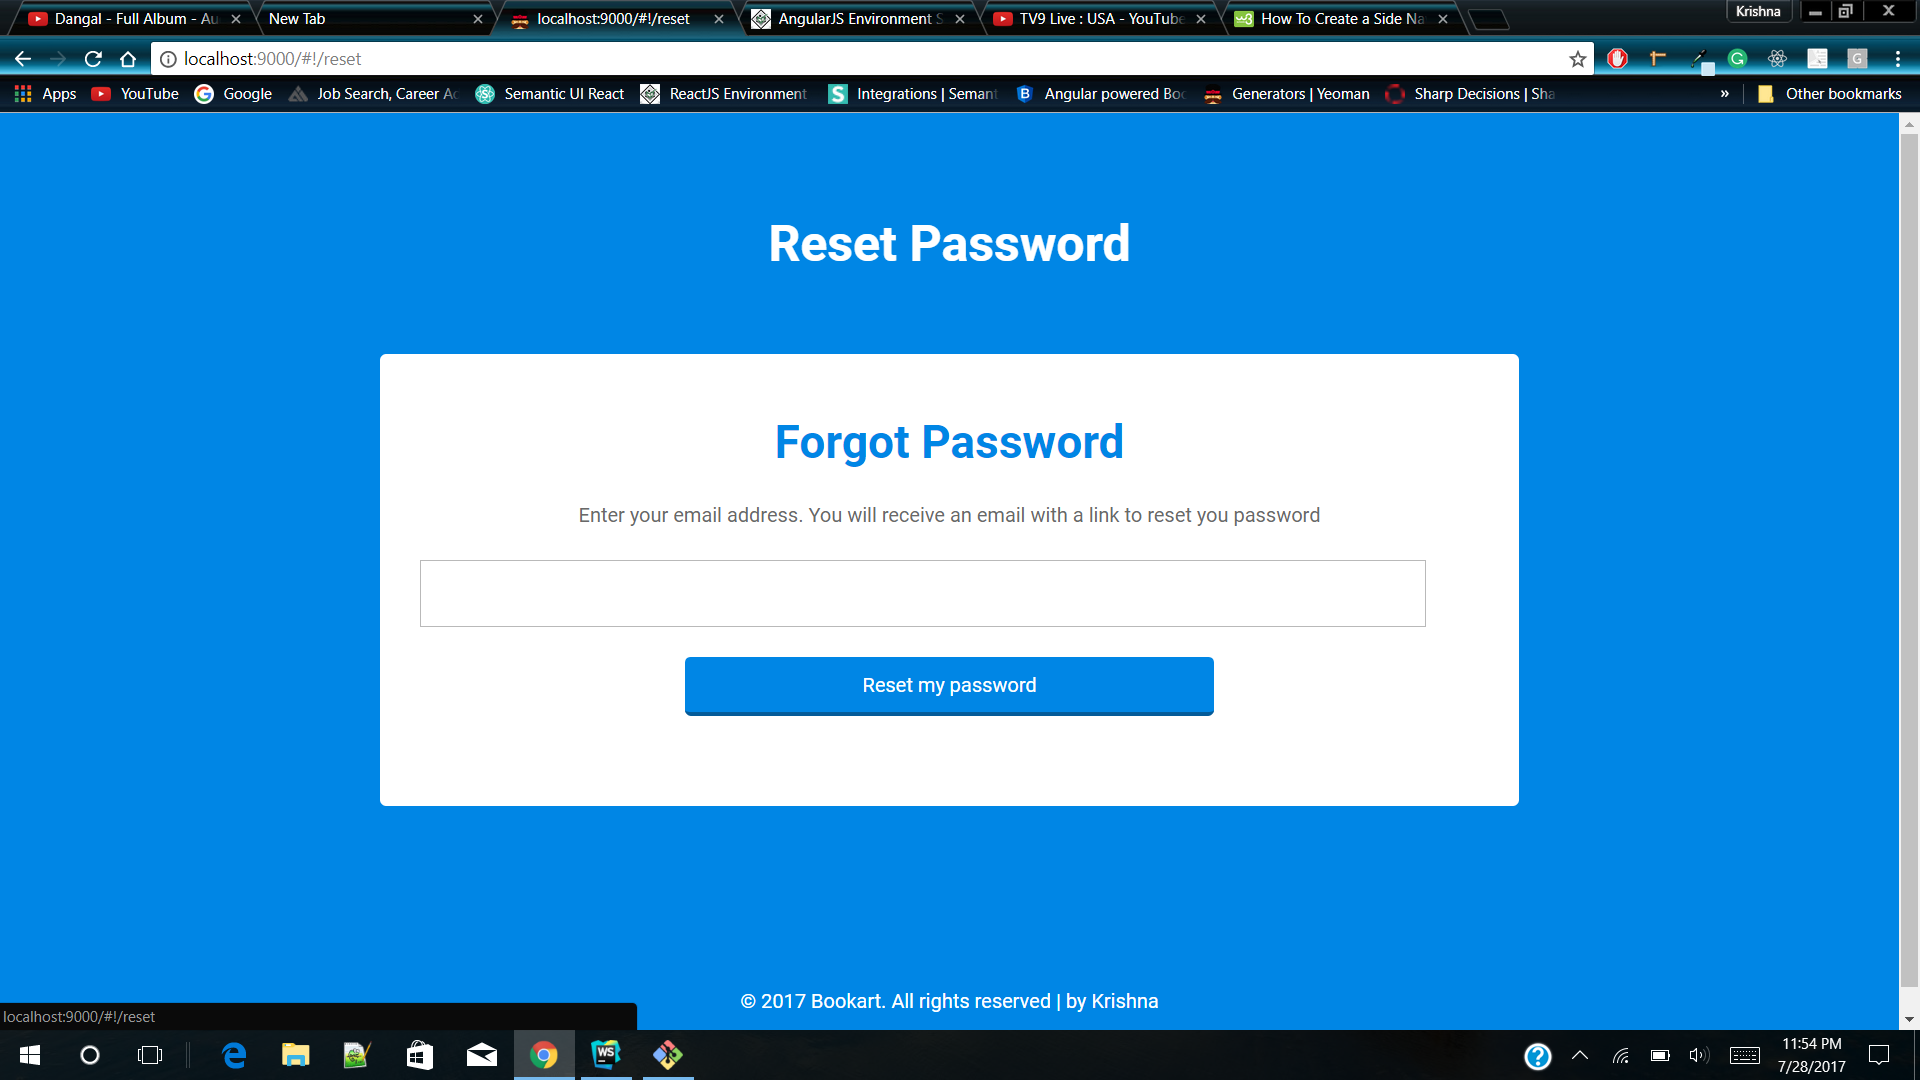 Dangal - Full Album - Au
New Tab
localhost:9000/#!/reset
AngularJS Environment S
TV9 Live : USA - YouTube
How To Create a Side Na
Krishna
localhost:9000/#!/reset
Apps
YouTube
Google
Job Search, Career Ac
Semantic UI React
ReactJS Environment
Integrations | Semant
Angular powered Boo
Generators | Yeoman
Sharp Decisions | Sha
»
Other bookmarks
Reset Password
Forgot Password
Enter your email address. You will receive an email with a link to reset you password
Reset my password
© 2017 Bookart. All rights reserved | by Krishna
localhost:9000/#!/reset
WS
11:54 PM
7/28/2017